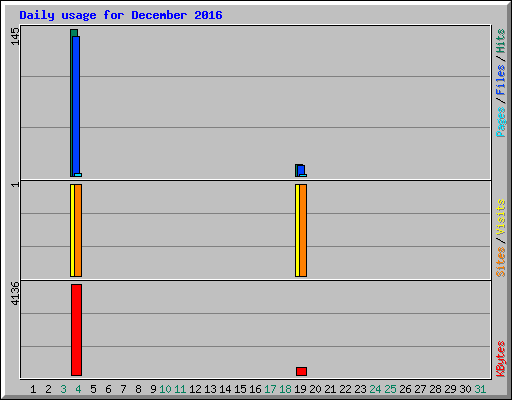 Daily usage for December 2016
145
Pages/Files/Hits
1
Sites/Visits
4136
KBytes
1 2 3 4 5 6 7 8 9 10 11 12 13 14 15 16 17 18 19 20 21 22 23 24 25 26 27 28 29 30 31